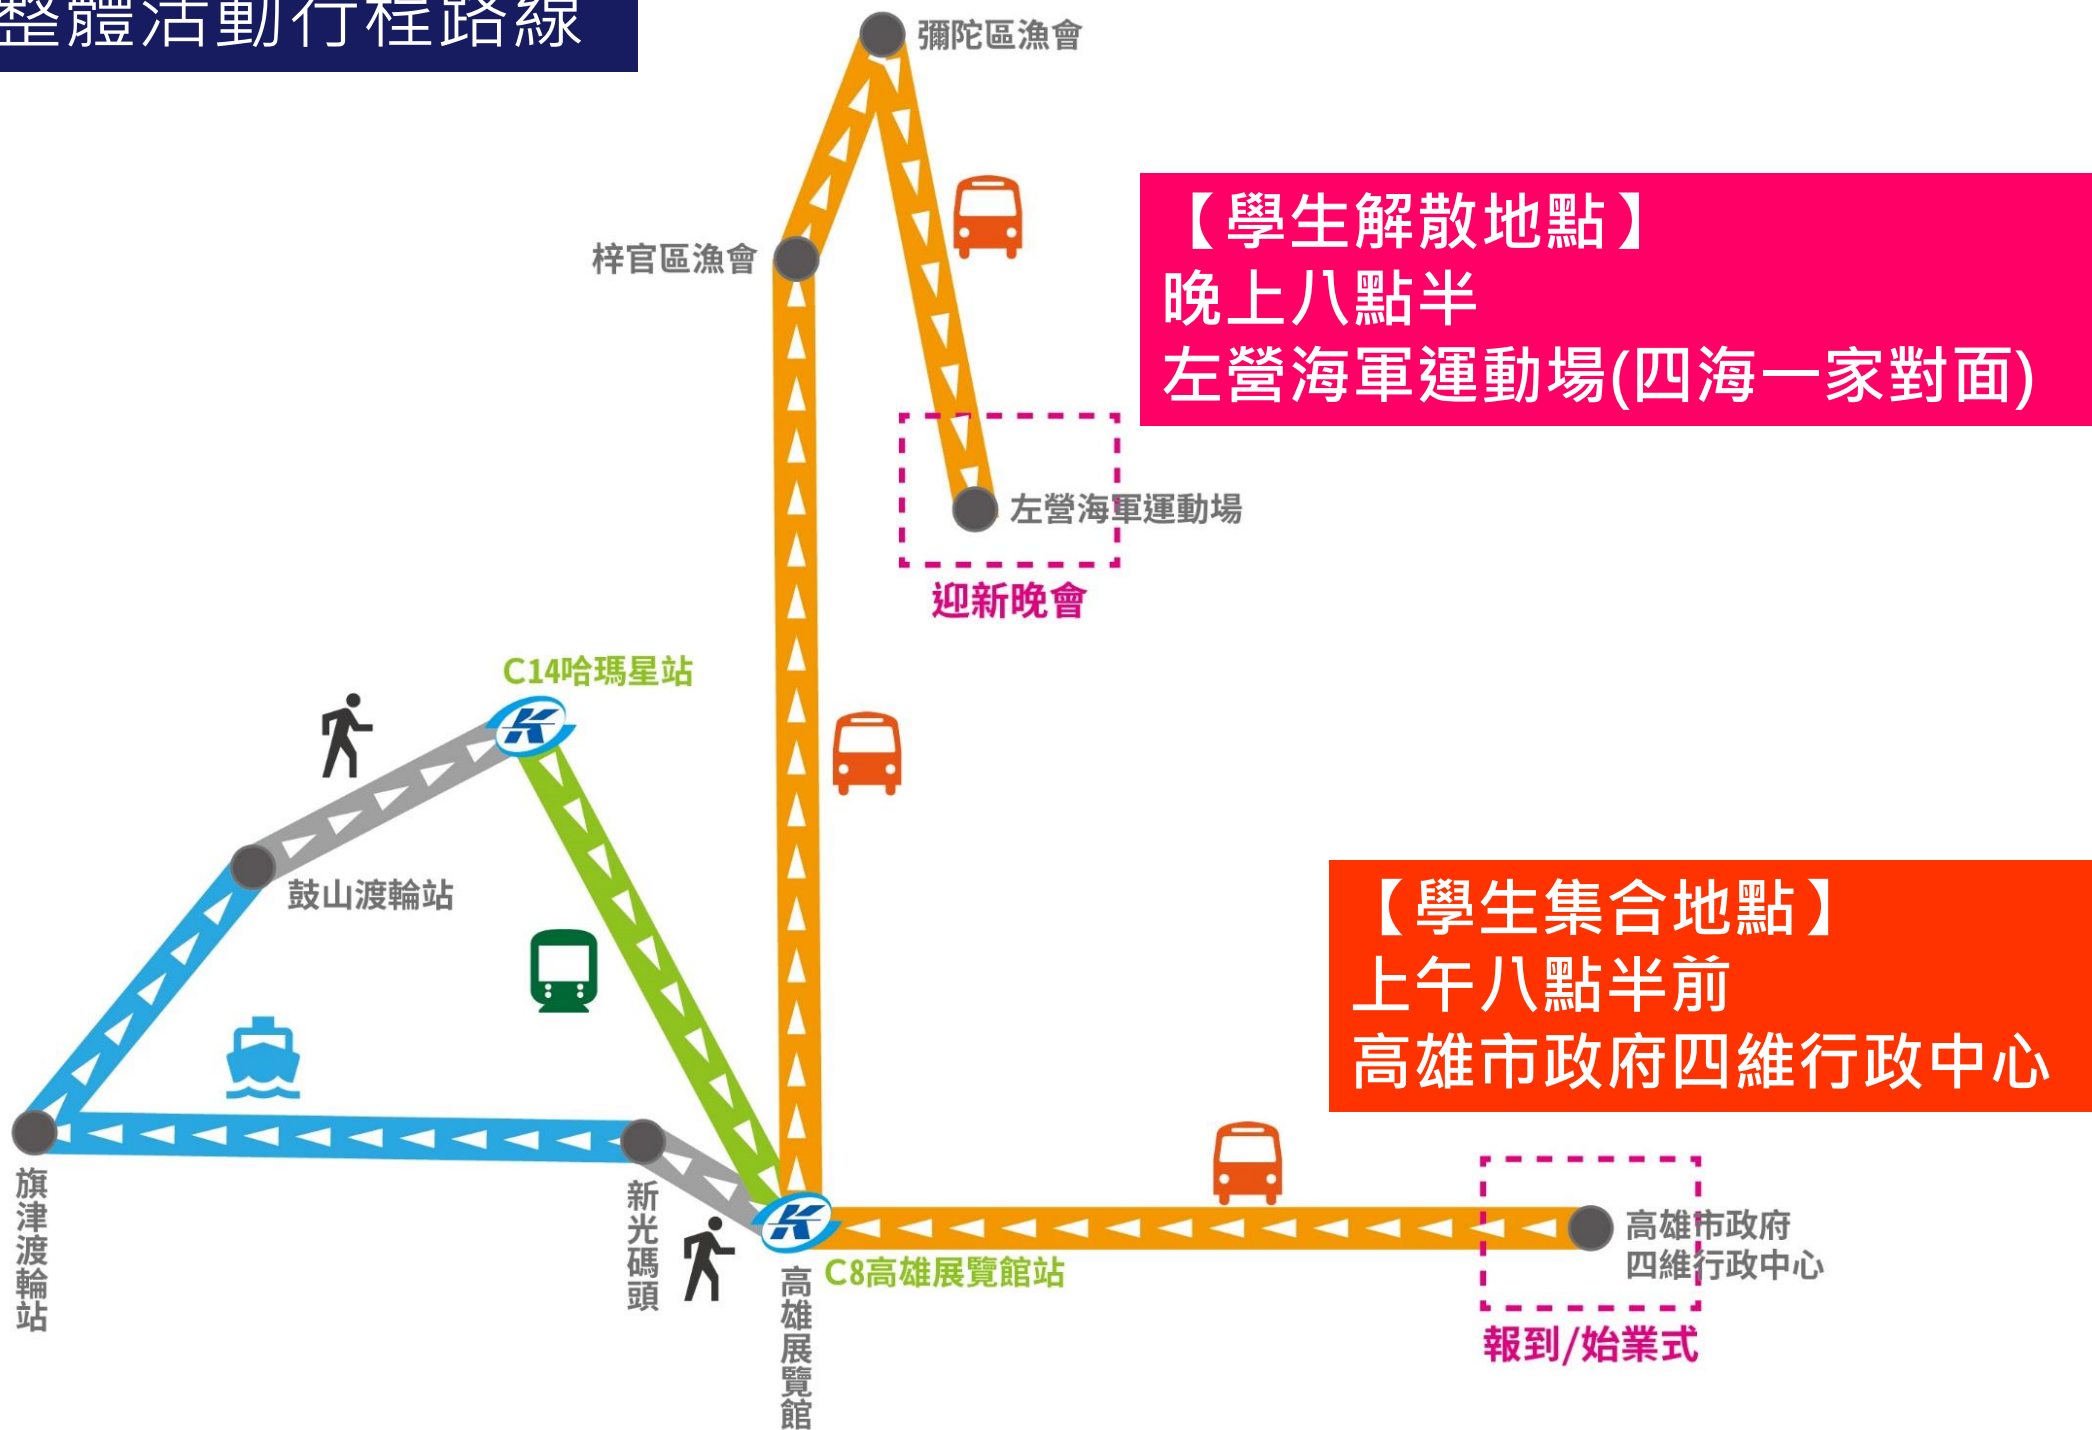 整體活動行程路線
彌陀區漁會
【學生解散地點】
晚上八點半
左營海軍運動場(四海一家對面)
梓官區漁會
左營海軍運動場
迎新晚會
C14哈瑪星站
鼓山渡輪站
【學生集合地點】
上午八點半前
高雄市政府四維行政中心
旗津渡輪站
新光碼頭
高雄展覽館
C8高雄展覽館站
高雄市政府
四維行政中心
報到/始業式